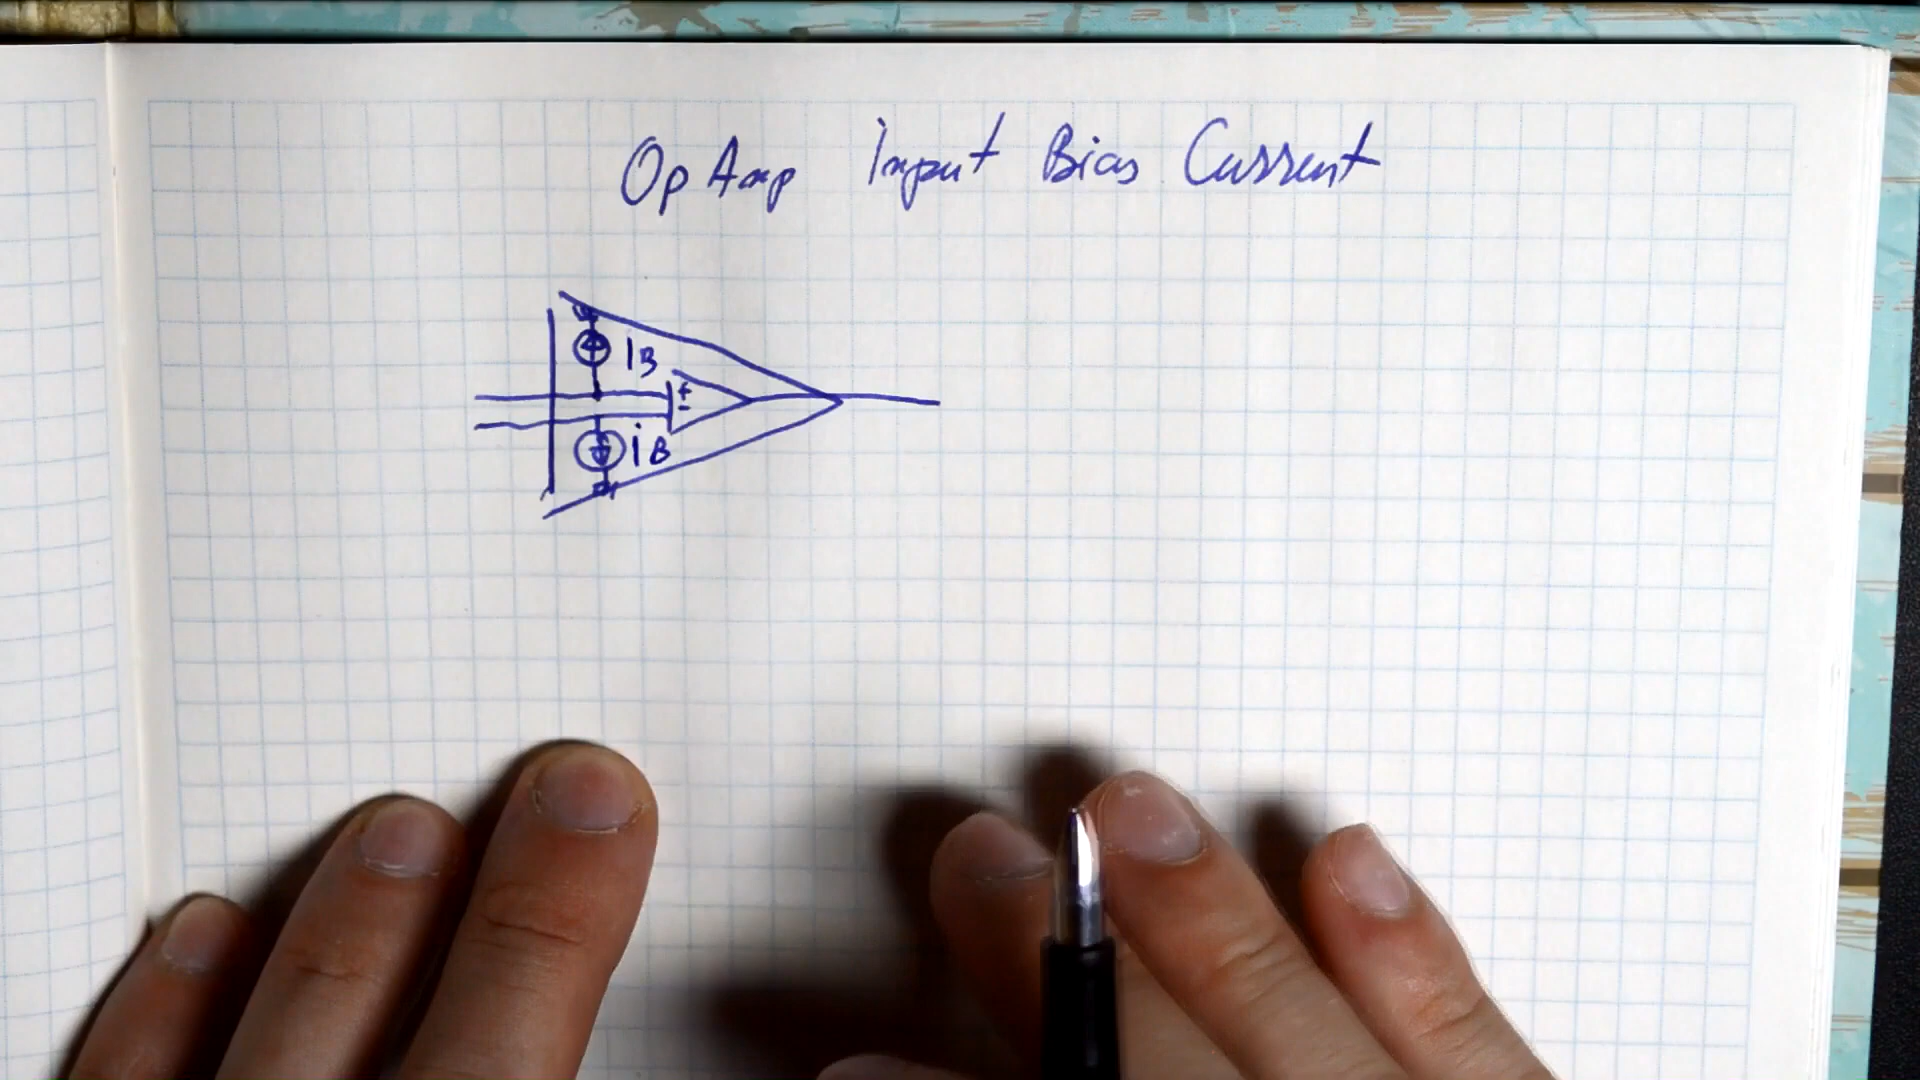 Op Amp Input Bias Current
IB
+
-
iB